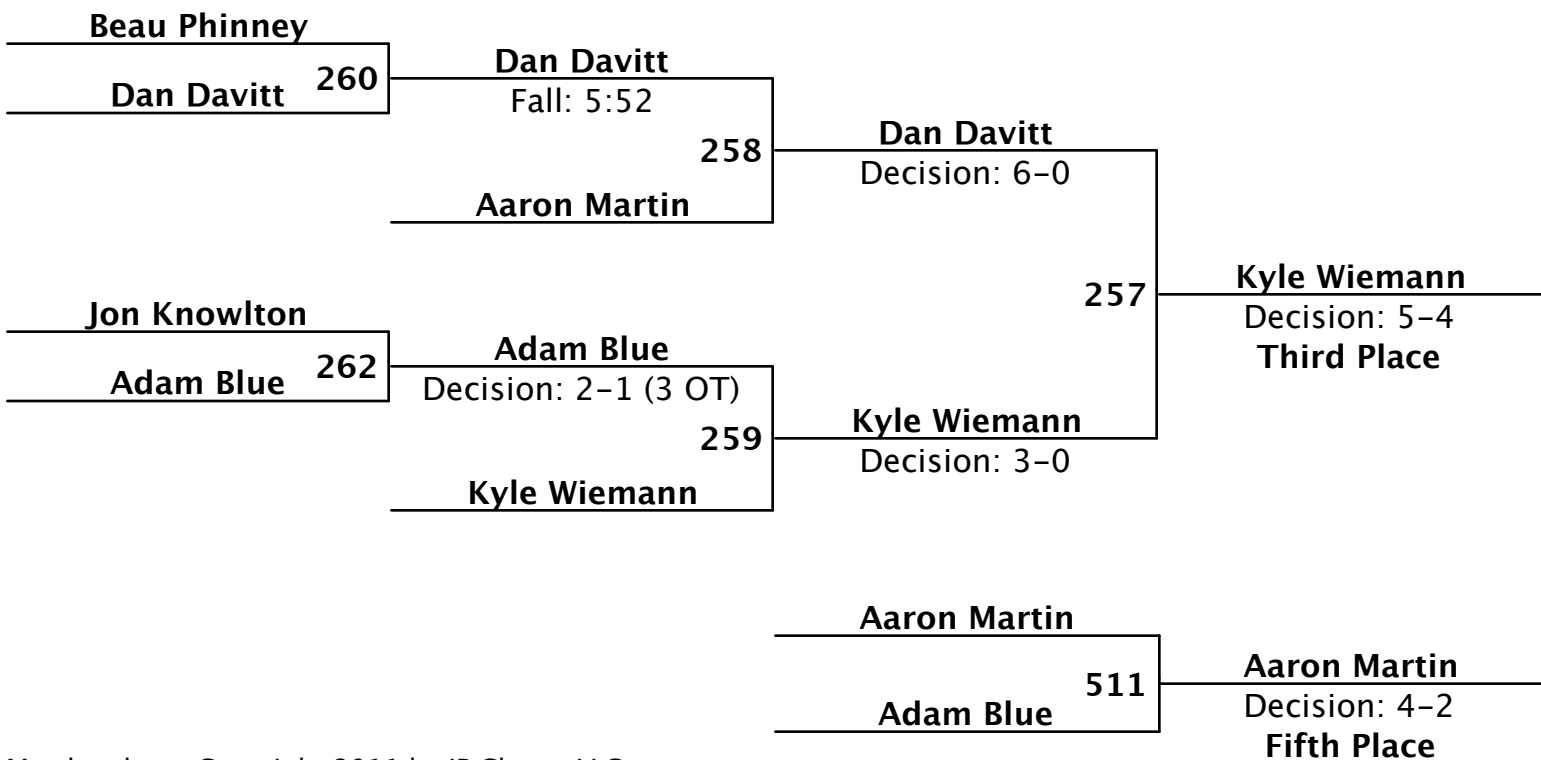 Beau Phinney
Dan Davitt
260
Dan Davitt
Fall: 5:52
258
Aaron Martin
Dan Davitt
Decision: 6-0
Jon Knowlton
Adam Blue
262
Adam Blue
Decision: 2-1 (3 OT)
259
Kyle Wiemann
Kyle Wiemann
Decision: 3-0
257
Kyle Wiemann
Decision: 5-4
Third Place
Aaron Martin
Adam Blue
511
Aaron Martin
Decision: 4-2
Fifth Place